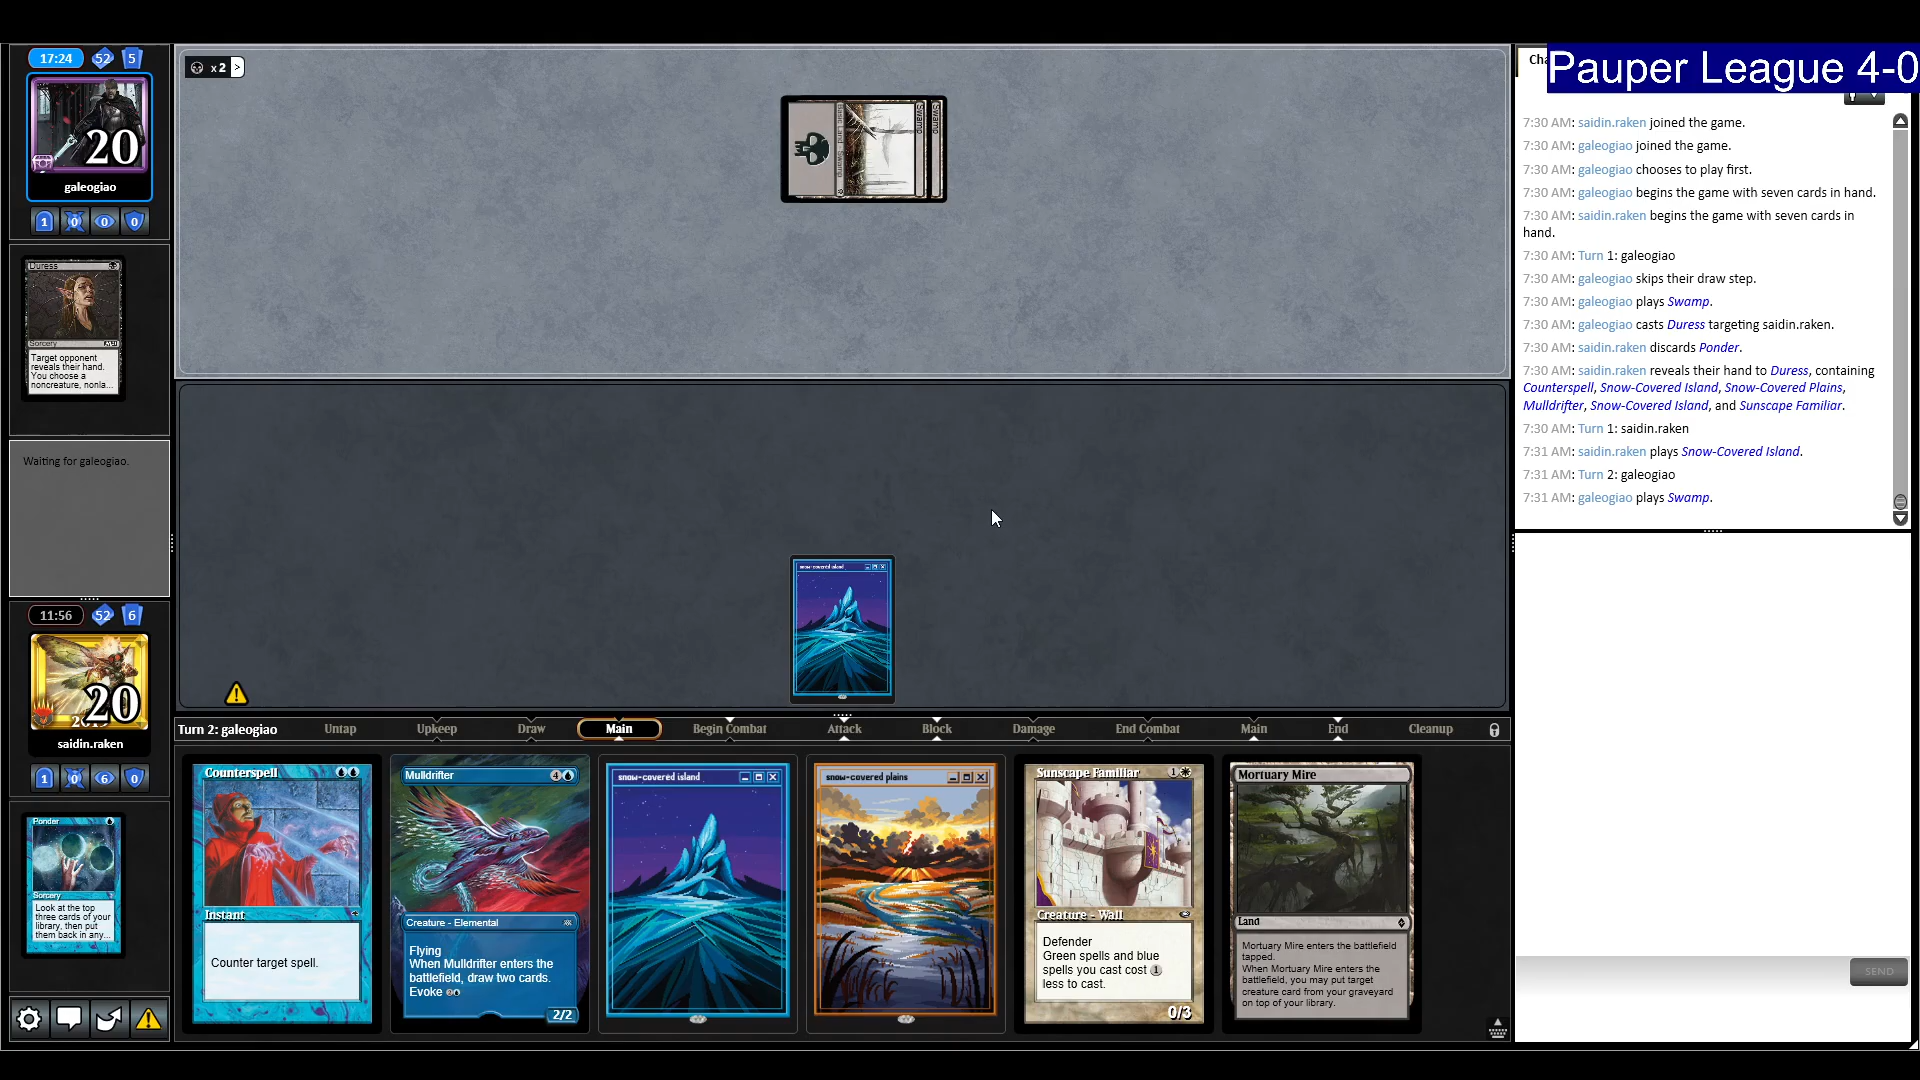 17:24 52 5
20
galeogiao
1 0 0 0
Duress
Sorcery
Target opponent
reveals their hand.
You choose a
noncreature, nonla...
Waiting for galeogiao.
11:56 52 6
20
saidin.raken
1 0 6 0
Ponder
Sorcery
Look at the top
three cards of your
library, then put
them back in any...
x 2 >
Swamp
Swamp
snow-covered island
Turn 2: galeogiao Untap Upkeep Draw Main Begin Combat Attack Block Damage End Combat Main End Cleanup
Counterspell
Instant
Counter target spell.
Mulldrifter 4
Creature - Elemental
Flying
When Mulldrifter enters the
battlefield, draw two cards.
Evoke 2
2/2
snow-covered island
snow-covered plains
Sunscape Familiar 1
Creature - Wall
Defender
Green spells and blue
spells you cast cost 1
less to cast.
0/3
Mortuary Mire
Land
Mortuary Mire enters the battlefield
tapped.
When Mortuary Mire enters the
battlefield, you may put target
creature card from your graveyard
on top of your library.
Pauper League 4-0
7:30 AM: saidin.raken joined the game.
7:30 AM: galeogiao joined the game.
7:30 AM: galeogiao chooses to play first.
7:30 AM: galeogiao begins the game with seven cards in hand.
7:30 AM: saidin.raken begins the game with seven cards in
hand.
7:30 AM: Turn 1: galeogiao
7:30 AM: galeogiao skips their draw step.
7:30 AM: galeogiao plays Swamp.
7:30 AM: galeogiao casts Duress targeting saidin.raken.
7:30 AM: saidin.raken discards Ponder.
7:30 AM: saidin.raken reveals their hand to Duress, containing
Counterspell, Snow-Covered Island, Snow-Covered Plains,
Mulldrifter, Snow-Covered Island, and Sunscape Familiar.
7:30 AM: Turn 1: saidin.raken
7:31 AM: saidin.raken plays Snow-Covered Island.
7:31 AM: Turn 2: galeogiao
7:31 AM: galeogiao plays Swamp.
SEND